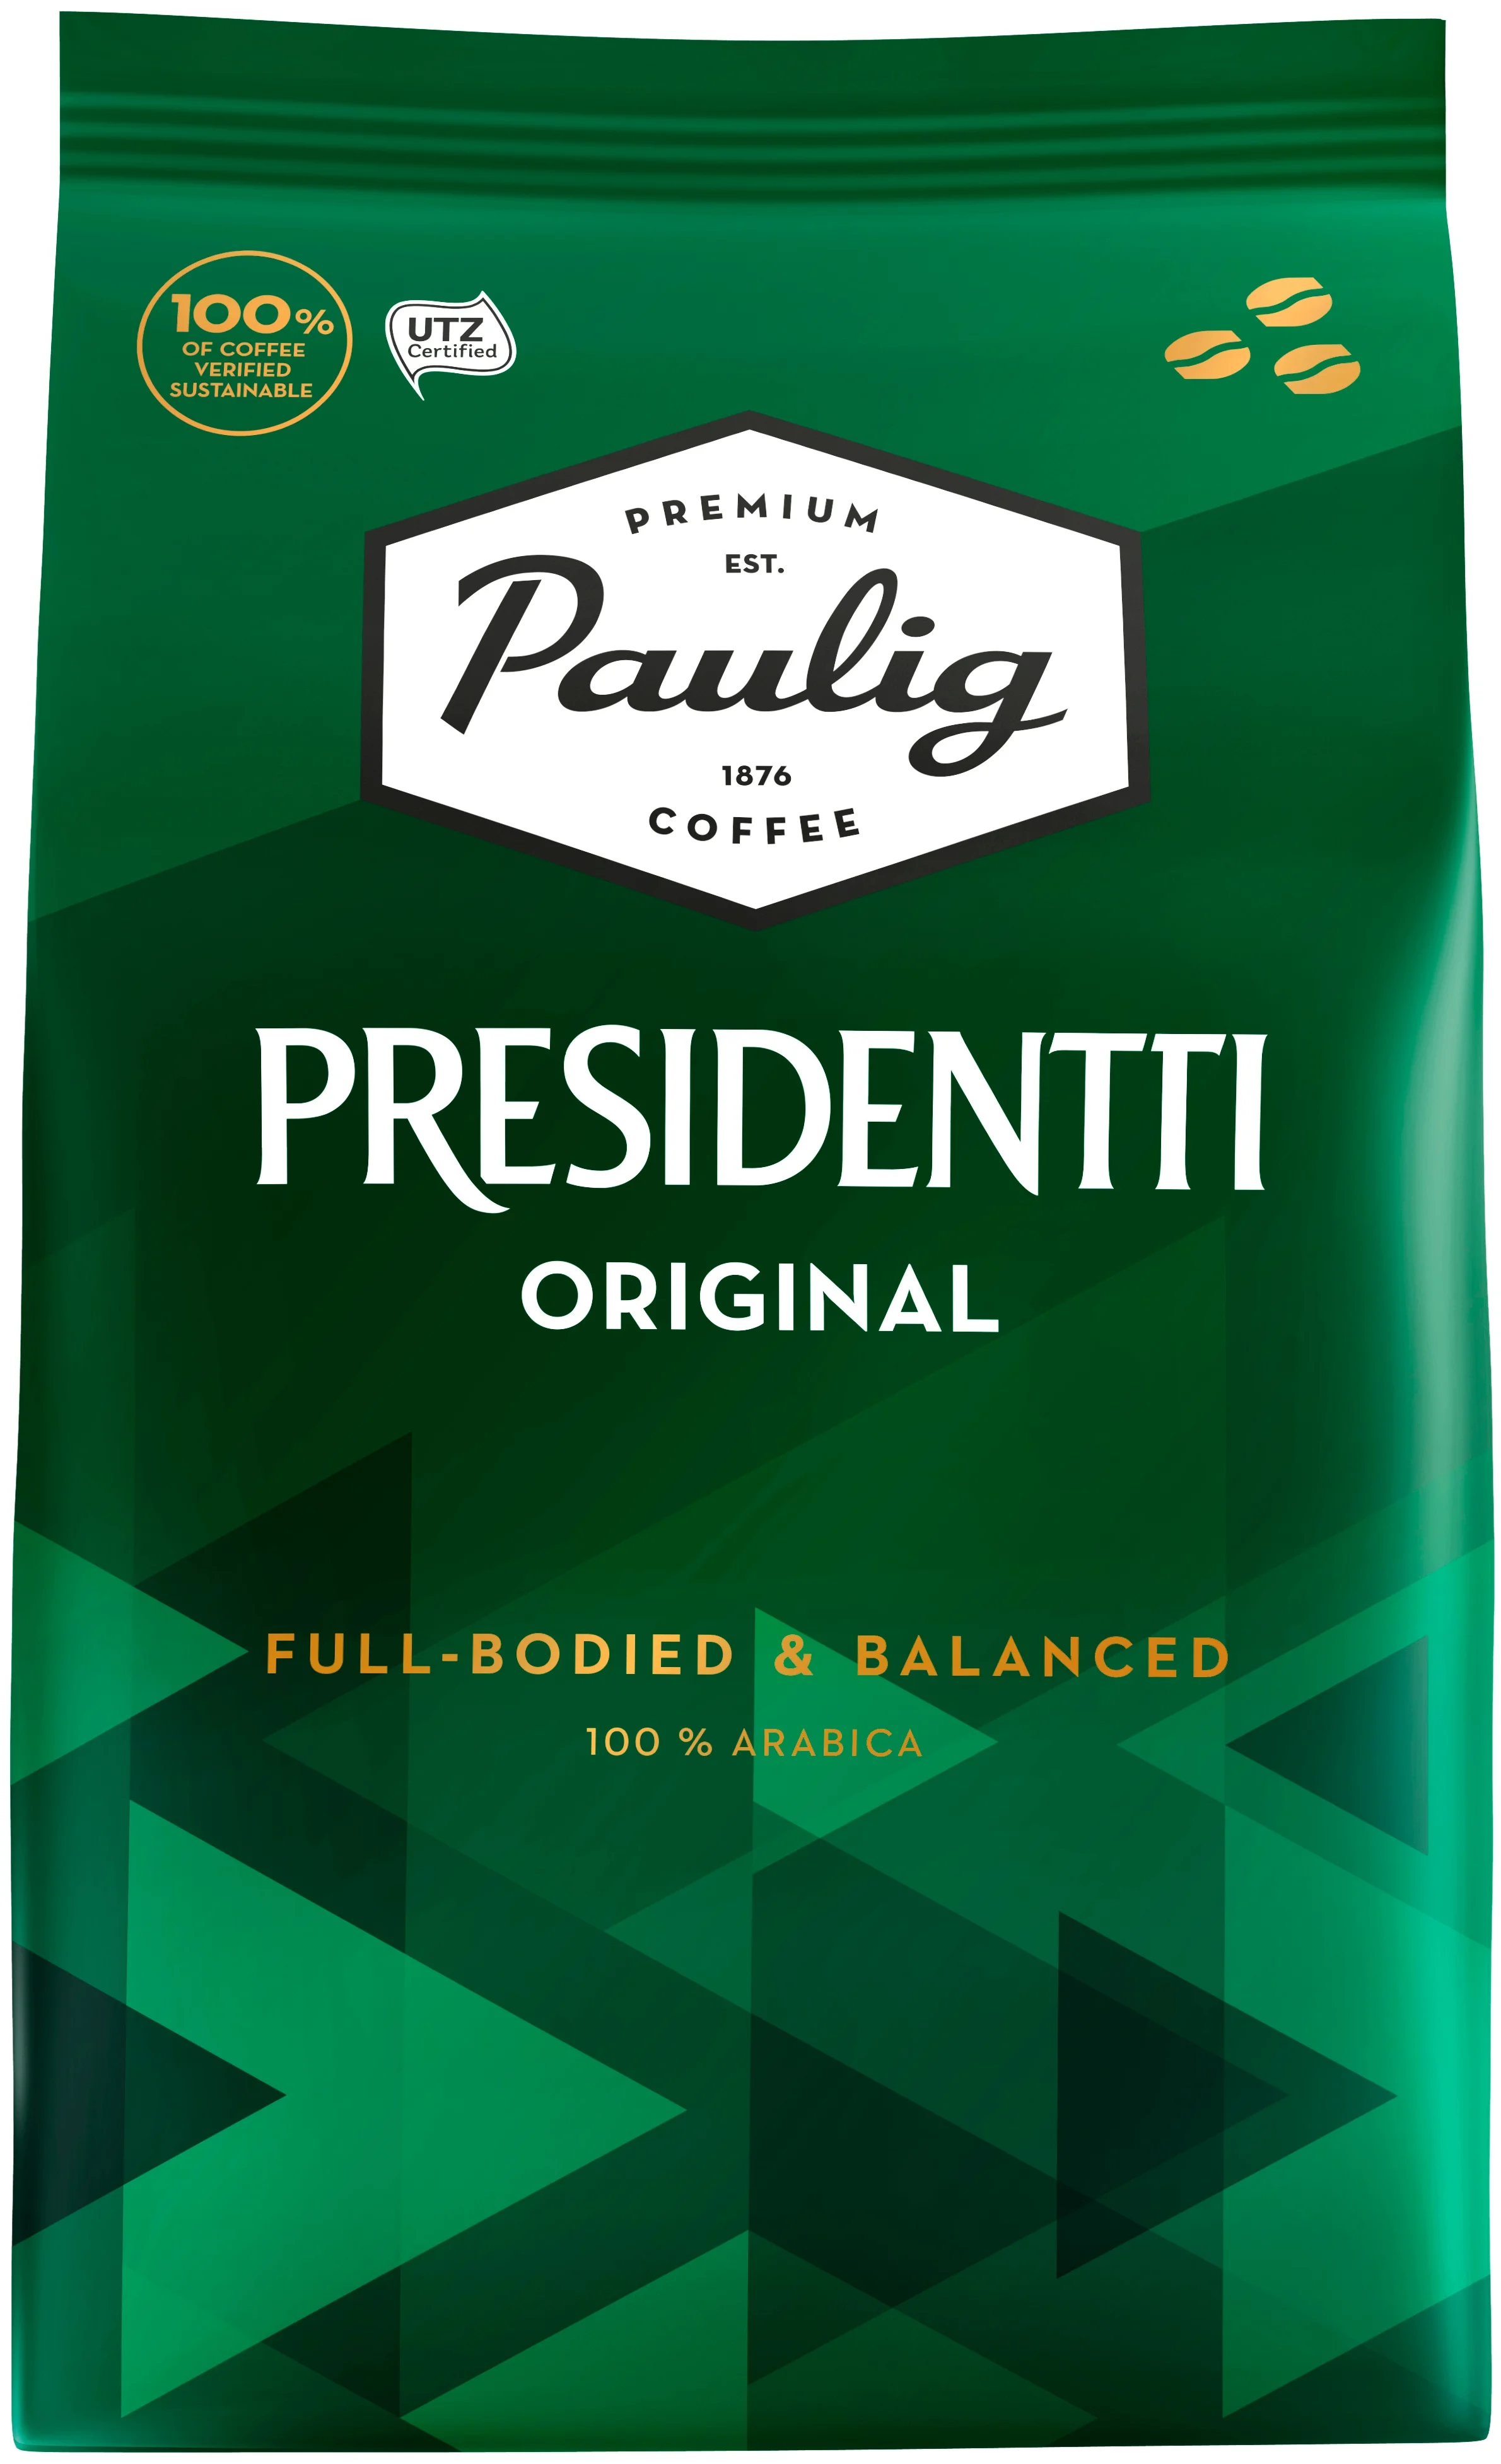 100%
OF COFFEE
VERIFIED
SUSTAINABLE
UTZ
Certified
PREMIUM
EST.
Paulig
1876
COFFEE
PRESIDENTTI
ORIGINAL
FULL-BODIED & BALANCED
100 % ARABICA